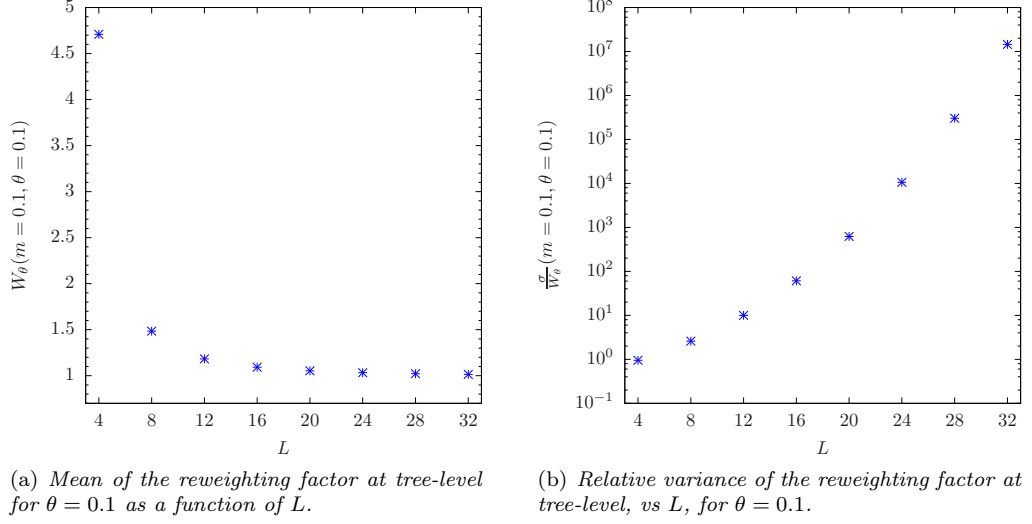 5
4.5
4
3.5
3
2.5
2
1.5
1
4 8 12 16 20 24 28 32
W_θ(m = 0.1, θ = 0.1)
L
10^8
10^7
10^6
10^5
10^4
10^3
10^2
10^1
10^0
10^−1
4 8 12 16 20 24 28 32
σ/W_θ (m = 0.1, θ = 0.1)
L
(a) Mean of the reweighting factor at tree-level
for θ = 0.1 as a function of L.
(b) Relative variance of the reweighting factor at
tree-level, vs L, for θ = 0.1.